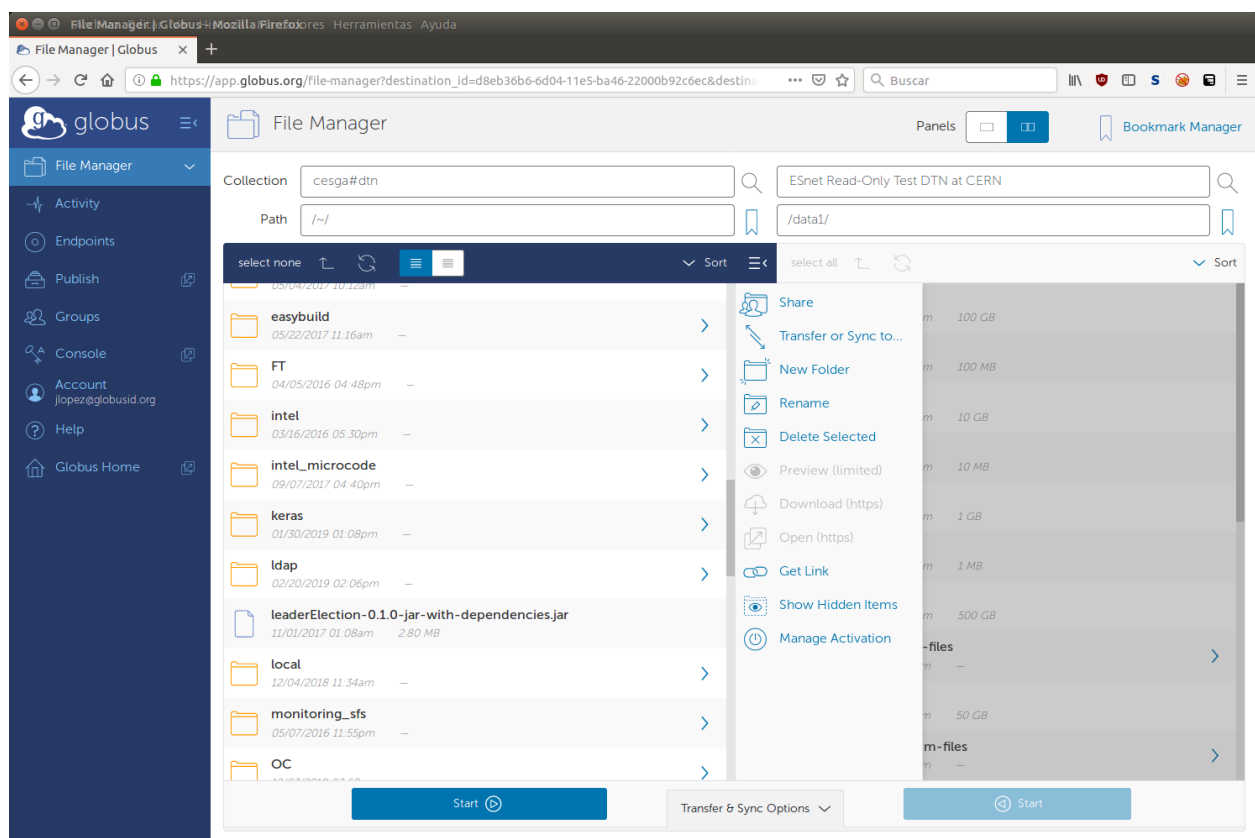 File Manager | Globus - Mozilla Firefox
Herramientas Ayuda
File Manager | Globus × +
https://app.globus.org/file-manager?destination_id=d8eb36b6-6d04-11e5-ba46-22000b92c6ec&destina
Buscar
globus
File Manager
Panels
Bookmark Manager
File Manager
Activity
Endpoints
Publish
Groups
Console
Account
jlopez@globusid.org
Help
Globus Home
Collection
cesga#dtn
ESnet Read-Only Test DTN at CERN
Path
/~/
/data1/
select none
Sort
select all
Sort
05/04/2017 10:12am —
easybuild
05/22/2017 11:16am —
FT
04/05/2016 04:48pm —
intel
03/16/2016 05:30pm —
intel_microcode
09/07/2017 04:40pm —
keras
01/30/2019 01:08pm —
ldap
02/20/2019 02:06pm —
leaderElection-0.1.0-jar-with-dependencies.jar
11/01/2017 01:08am 2.80 MB
local
12/04/2018 11:34am —
monitoring_sfs
05/07/2016 11:55pm —
OC
Share
Transfer or Sync to...
New Folder
Rename
Delete Selected
Preview (limited)
Download (https)
Open (https)
Get Link
Show Hidden Items
Manage Activation
m 100 GB
m 100 MB
m 10 GB
m 10 MB
m 1 GB
m 1 MB
m 500 GB
-files
m —
m 50 GB
m-files
m —
Start
Transfer & Sync Options
Start